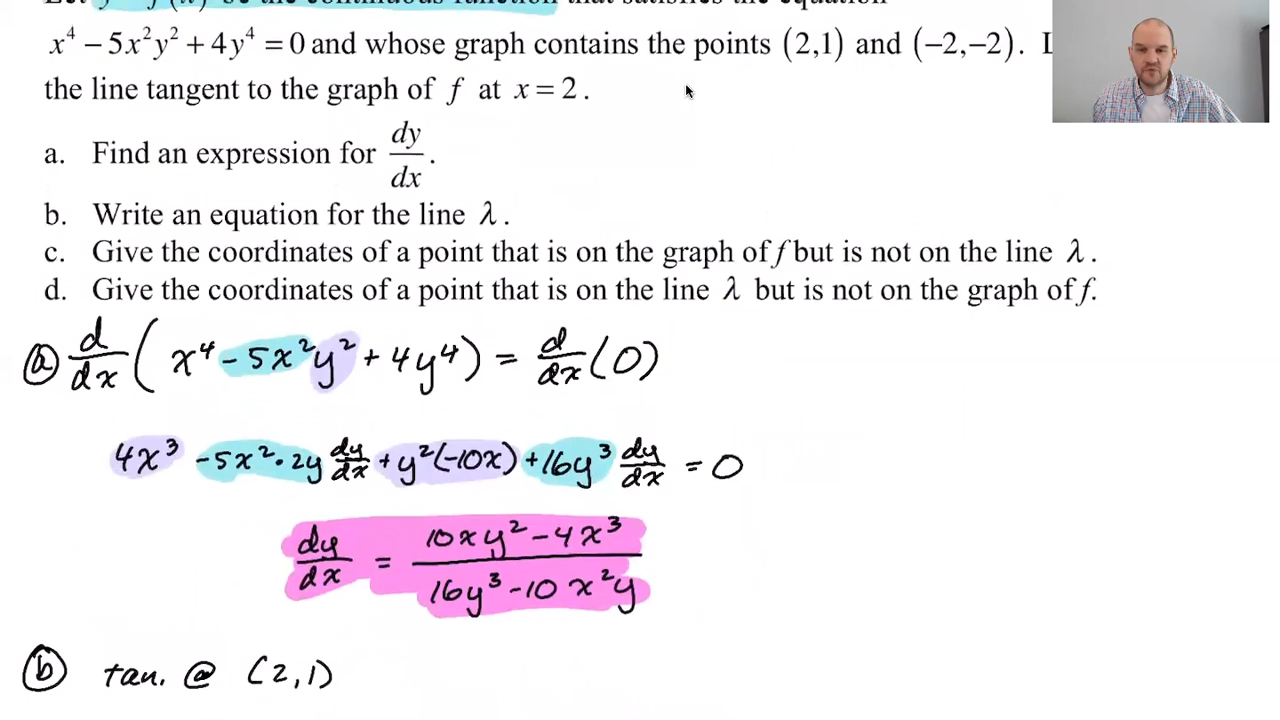 x⁴ − 5x²y² + 4y⁴ = 0 and whose graph contains the points (2,1) and (−2,−2).
the line tangent to the graph of f at x = 2.
a. Find an expression for dy/dx.
b. Write an equation for the line λ.
c. Give the coordinates of a point that is on the graph of f but is not on the line λ.
d. Give the coordinates of a point that is on the line λ but is not on the graph of f.
ⓐ d/dx ( x⁴ − 5x²y² + 4y⁴ ) = d/dx (0)
4x³ −5x²·2y dy/dx + y²(−10x) + 16y³ dy/dx = 0
dy/dx = (10xy² − 4x³)/(16y³ − 10x²y)
ⓑ tan. @ (2,1)